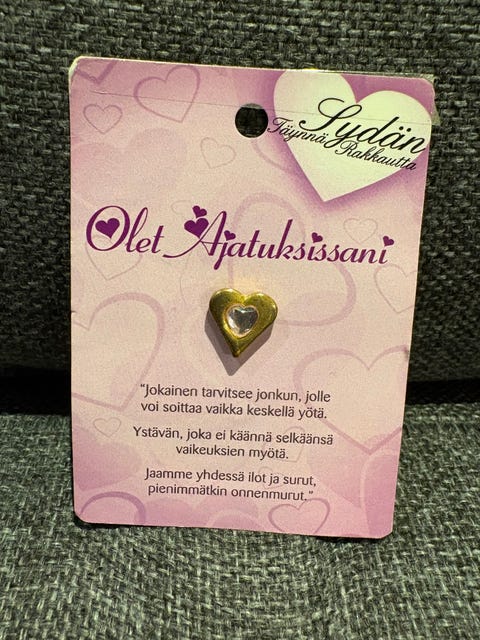 Sydän
Täynnä
Rakkautta
Olet Ajatuksissani
"Jokainen tarvitsee jonkun, jolle
voi soittaa vaikka keskellä yötä.
Ystävän, joka ei käännä selkäänsä
vaikeuksien myötä.
Jaamme yhdessä ilot ja surut,
pienimmätkin onnenmurut."